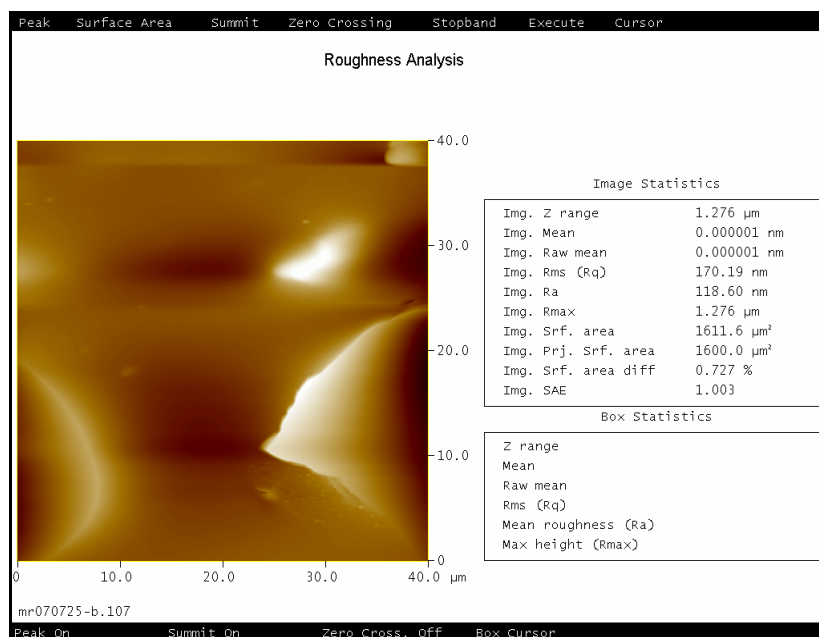 Peak Surface Area Summit Zero Crossing Stopband Execute Cursor
Roughness Analysis
40.0
30.0
20.0
10.0
0
0 10.0 20.0 30.0 40.0 µm
Image Statistics
Img. Z range 1.276 µm
Img. Mean 0.000001 nm
Img. Raw mean 0.000001 nm
Img. Rms (Rq) 170.19 nm
Img. Ra 118.60 nm
Img. Rmax 1.276 µm
Img. Srf. area 1611.6 µm²
Img. Prj. Srf. area 1600.0 µm²
Img. Srf. area diff 0.727 %
Img. SAE 1.003
Box Statistics
Z range
Mean
Raw mean
Rms (Rq)
Mean roughness (Ra)
Max height (Rmax)
mr070725-b.107
Peak On Summit On Zero Cross. Off Box Cursor